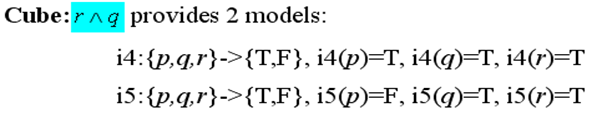 Cube: r ∧ q provides 2 models:
i4:{p,q,r}->{T,F}, i4(p)=T, i4(q)=T, i4(r)=T
i5:{p,q,r}->{T,F}, i5(p)=F, i5(q)=T, i5(r)=T